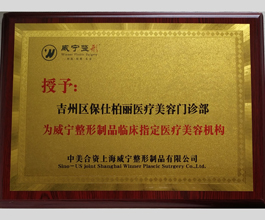 威宁整形
授予：
吉州区保仕柏丽医疗美容门诊部
为威宁整形制品临床指定医疗美容机构
中美合资上海威宁整形制品有限公司
Sino－US joint Shanghai Winner Plastic Surgery Co.,Ltd.